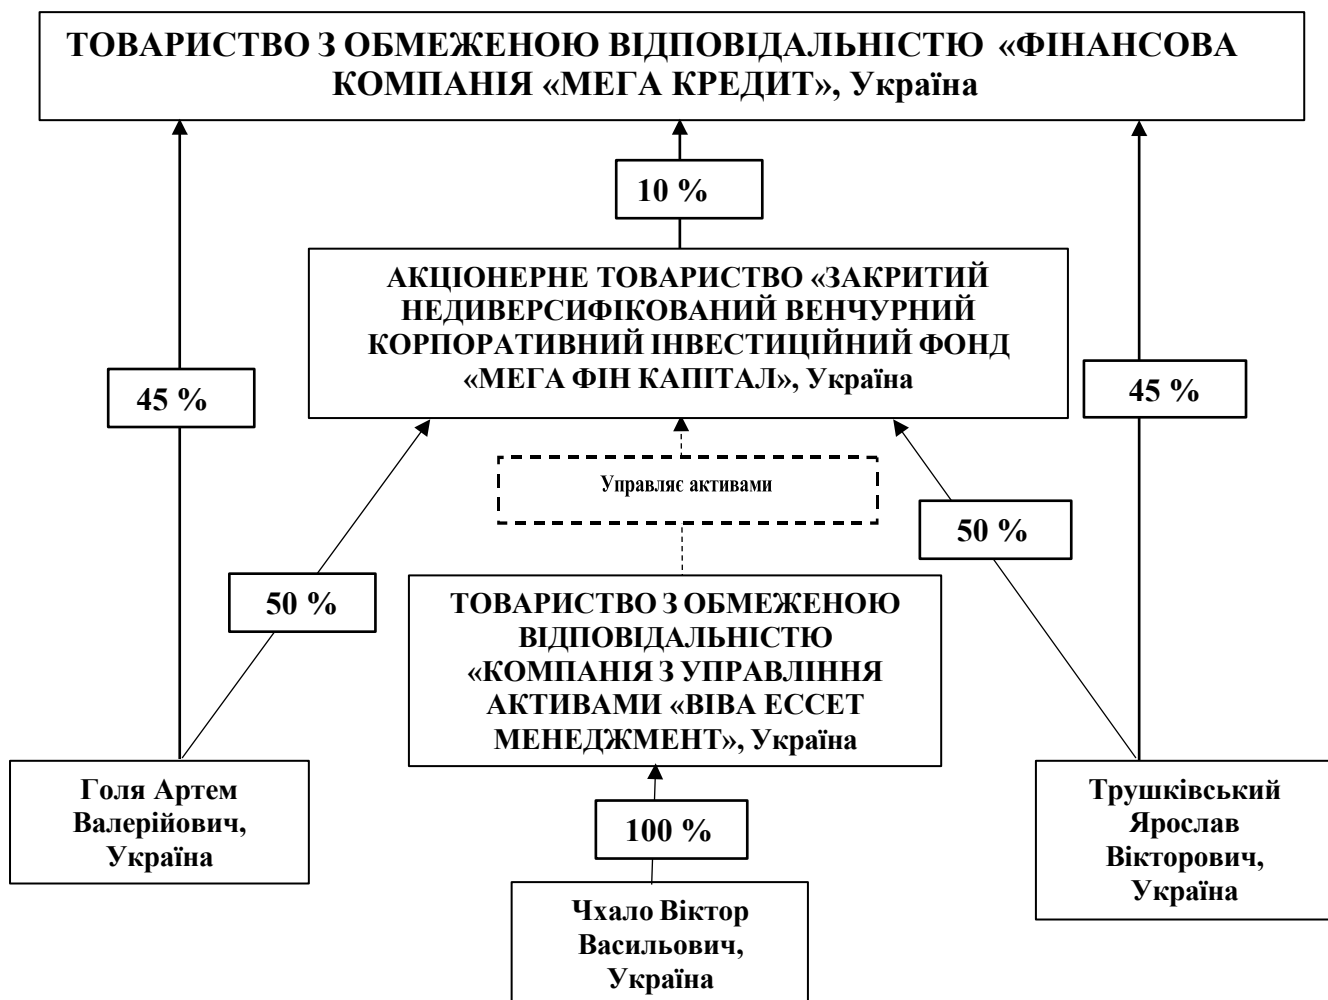 ТОВАРИСТВО З ОБМЕЖЕНОЮ ВІДПОВІДАЛЬНІСТЮ «ФІНАНСОВА
КОМПАНІЯ «МЕГА КРЕДИТ», Україна
10 %
АКЦІОНЕРНЕ ТОВАРИСТВО «ЗАКРИТИЙ
НЕДИВЕРСИФІКОВАНИЙ ВЕНЧУРНИЙ
КОРПОРАТИВНИЙ ІНВЕСТИЦІЙНИЙ ФОНД
«МЕГА ФІН КАПІТАЛ», Україна
45 %
45 %
Управляє активами
50 %
50 %
ТОВАРИСТВО З ОБМЕЖЕНОЮ
ВІДПОВІДАЛЬНІСТЮ
«КОМПАНІЯ З УПРАВЛІННЯ
АКТИВАМИ «ВІВА ЕССЕТ
МЕНЕДЖМЕНТ», Україна
Голя Артем
Валерійович,
Україна
100 %
Трушківський
Ярослав
Вікторович,
Україна
Чхало Віктор
Васильович,
Україна